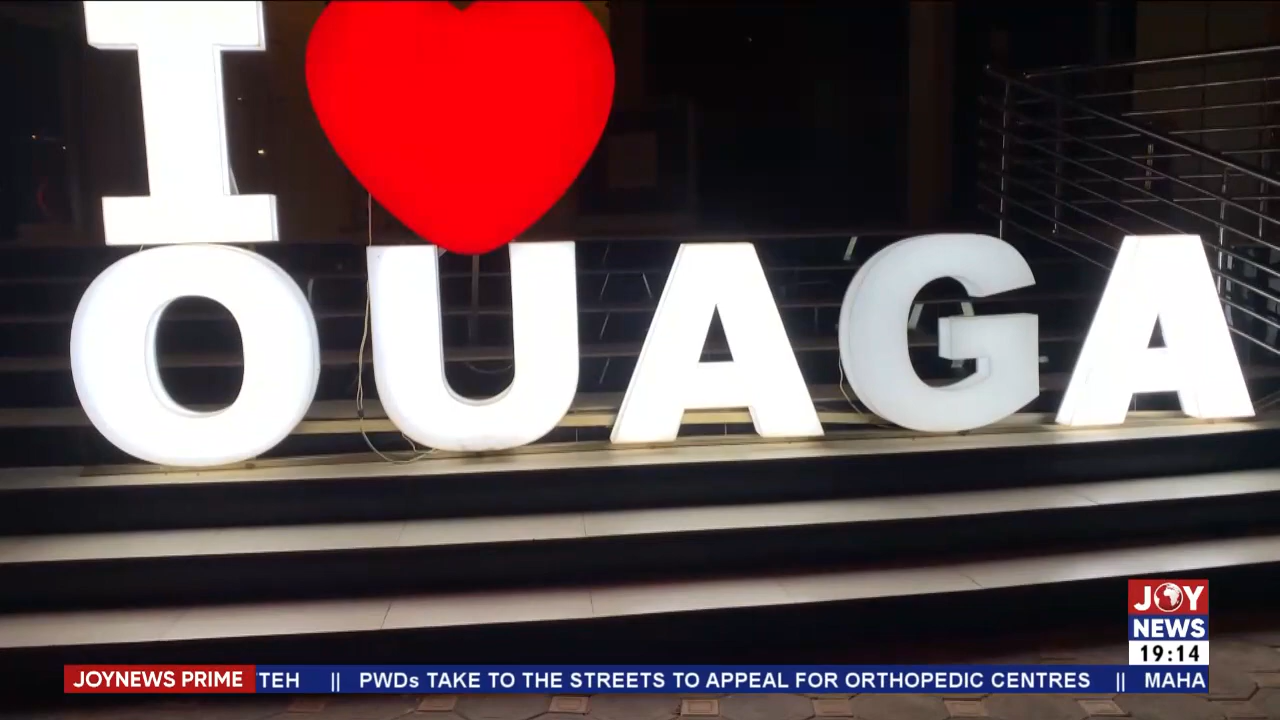 I
OUAGA
JOY
NEWS
19:14
JOYNEWS PRIME
TEH || PWDs TAKE TO THE STREETS TO APPEAL FOR ORTHOPEDIC CENTRES || MAHA